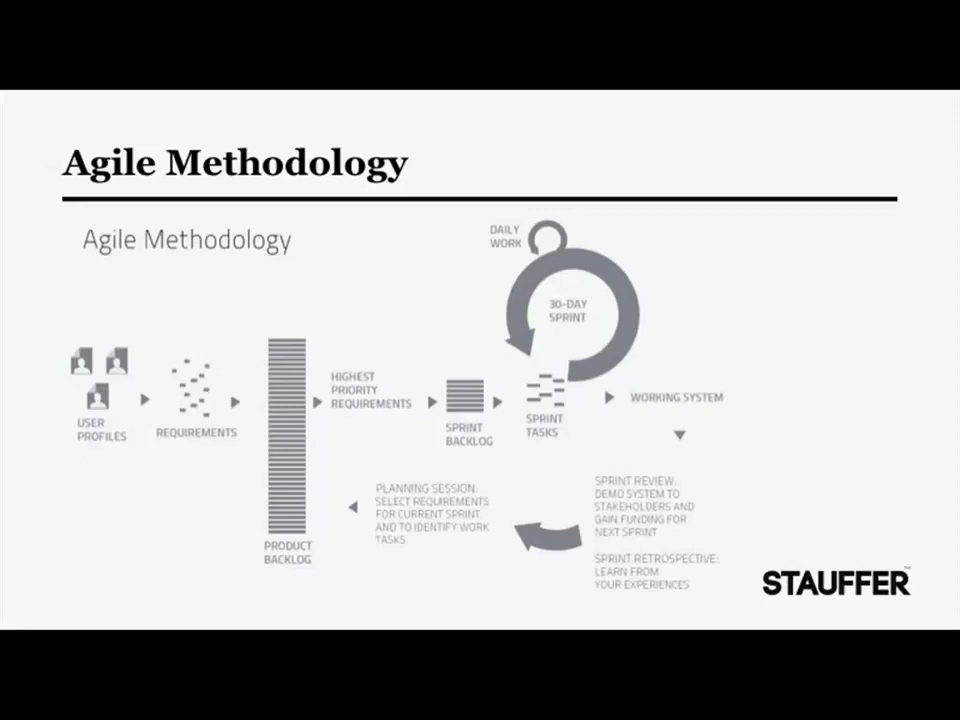 Agile Methodology
Agile Methodology
DAILY
WORK
30-DAY
SPRINT
USER
PROFILES
REQUIREMENTS
PRODUCT
BACKLOG
HIGHEST
PRIORITY
REQUIREMENTS
SPRINT
BACKLOG
SPRINT
TASKS
WORKING SYSTEM
SPRINT REVIEW:
DEMO SYSTEM TO
STAKEHOLDERS AND
GAIN FUNDING FOR
NEXT SPRINT
SPRINT RETROSPECTIVE:
LEARN FROM
YOUR EXPERIENCES
PLANNING SESSION:
SELECT REQUIREMENTS
FOR CURRENT SPRINT
AND TO IDENTIFY WORK
TASKS
STAUFFER™